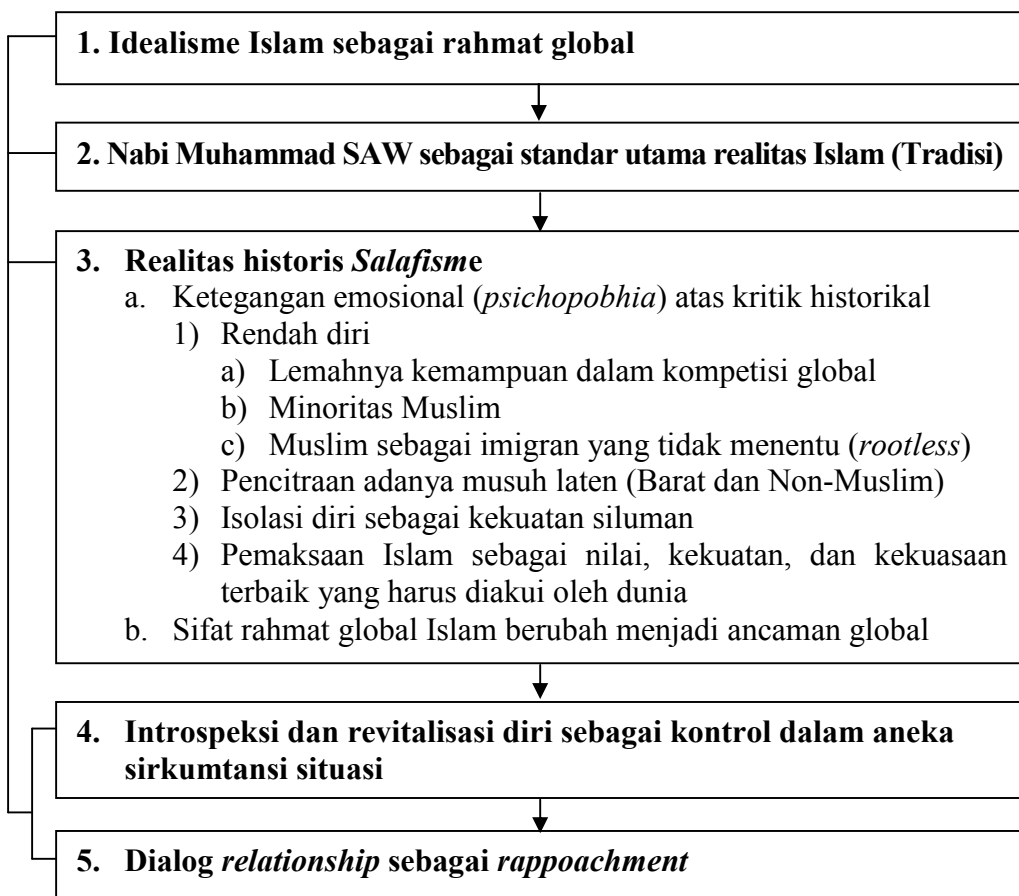 1. Idealisme Islam sebagai rahmat global
2. Nabi Muhammad SAW sebagai standar utama realitas Islam (Tradisi)
3. Realitas historis Salafisme
a. Ketegangan emosional (psichopobhia) atas kritik historikal
1) Rendah diri
a) Lemahnya kemampuan dalam kompetisi global
b) Minoritas Muslim
c) Muslim sebagai imigran yang tidak menentu (rootless)
2) Pencitraan adanya musuh laten (Barat dan Non-Muslim)
3) Isolasi diri sebagai kekuatan siluman
4) Pemaksaan Islam sebagai nilai, kekuatan, dan kekuasaan
terbaik yang harus diakui oleh dunia
b. Sifat rahmat global Islam berubah menjadi ancaman global
4. Introspeksi dan revitalisasi diri sebagai kontrol dalam aneka
sirkumtansi situasi
5. Dialog relationship sebagai rappoachment